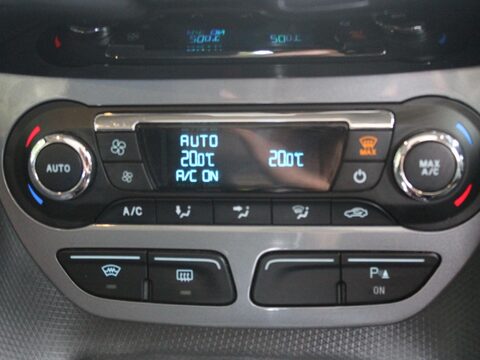 AUTO
20.0°C 20.0°C
A/C ON
AUTO
MAX
MAX
A/C
A/C
P
ON